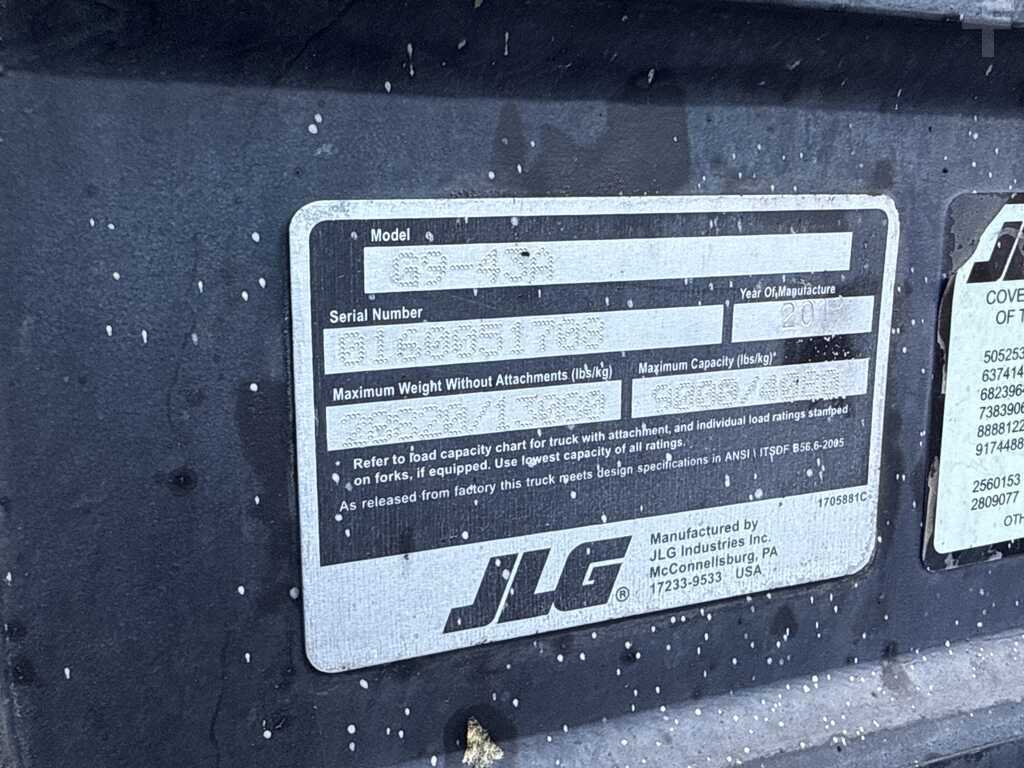 Model
G9-43A
Serial Number
Year Of Manufacture
Maximum Weight Without Attachments (lbs/kg)
Maximum Capacity (lbs/kg)*
* Refer to load capacity chart for truck with attachment, and individual load ratings stamped
on forks, if equipped. Use lowest capacity of all ratings.
As released from factory this truck meets design specifications in ANSI \ ITSDF B56.6-2005
1705881C
JLG®
Manufactured by
JLG Industries Inc.
McConnellsburg, PA
17233-9533 USA
COVE
OF T
505253
637414
682396
738390
8888122
917448
2560153
2809077
OTH